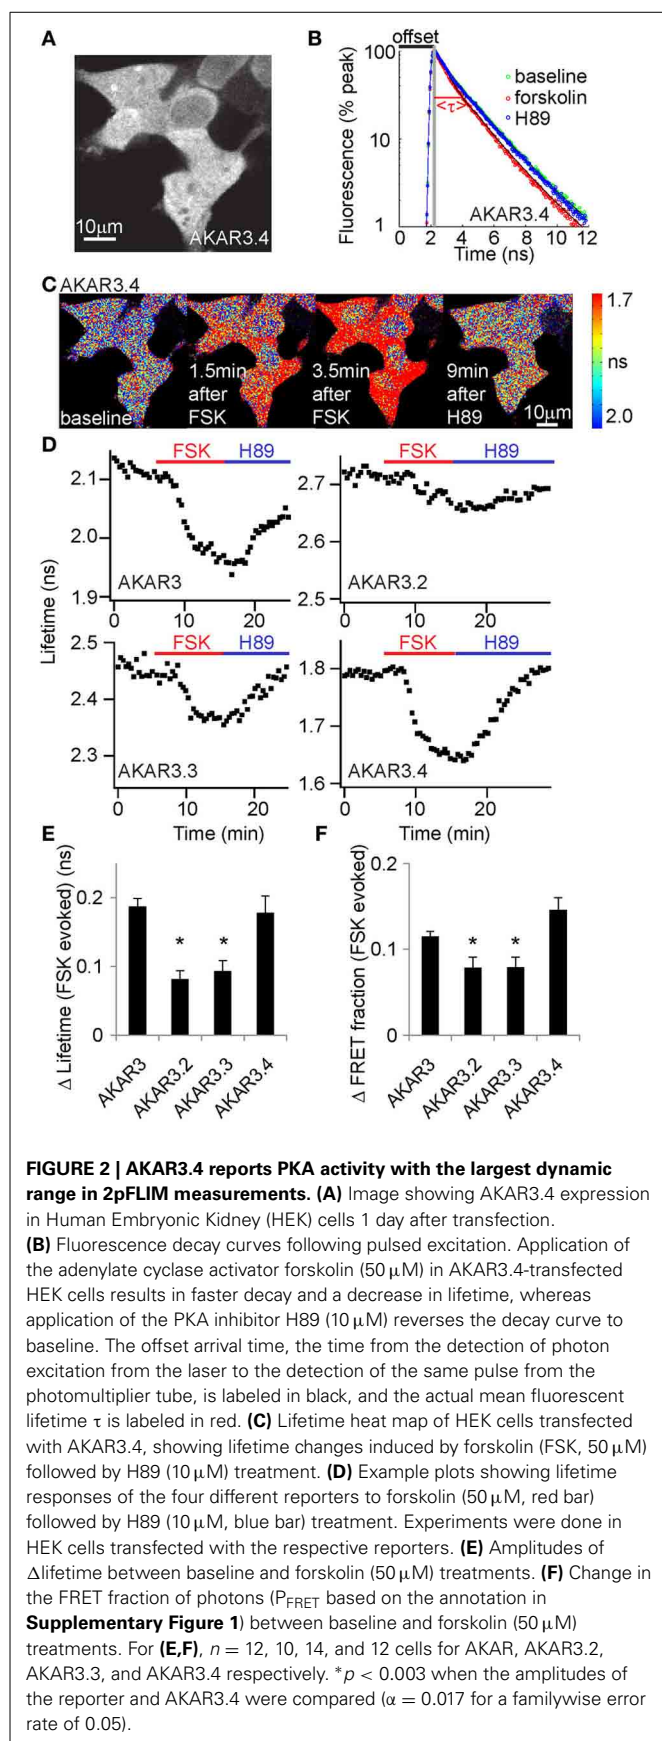 A
AKAR3.4
10μm
B
offset
Fluorescence (% peak)
100
10
1
<τ>
baseline
forskolin
H89
AKAR3.4
0 2 4 6 8 10 12
Time (ns)
C
AKAR3.4
baseline
1.5min after FSK
3.5min after FSK
9min after H89
10μm
1.7
ns
2.0
D
Lifetime (ns)
FSK H89
2.1
2.0
1.9
AKAR3
0 10 20
FSK H89
2.7
2.6
2.5
AKAR3.2
0 10 20
FSK H89
2.5
2.4
2.3
AKAR3.3
0 10 20
Time (min)
FSK H89
1.8
1.7
1.6
AKAR3.4
0 10 20
Time (min)
E
Δ Lifetime (FSK evoked) (ns)
0.2
0.1
0
* *
AKAR3
AKAR3.2
AKAR3.3
AKAR3.4
F
Δ FRET fraction (FSK evoked)
0.2
0.1
0
* *
AKAR3
AKAR3.2
AKAR3.3
AKAR3.4
FIGURE 2 | AKAR3.4 reports PKA activity with the largest dynamic
range in 2pFLIM measurements. (A) Image showing AKAR3.4 expression
in Human Embryonic Kidney (HEK) cells 1 day after transfection.
(B) Fluorescence decay curves following pulsed excitation. Application of
the adenylate cyclase activator forskolin (50 μM) in AKAR3.4-transfected
HEK cells results in faster decay and a decrease in lifetime, whereas
application of the PKA inhibitor H89 (10 μM) reverses the decay curve to
baseline. The offset arrival time, the time from the detection of photon
excitation from the laser to the detection of the same pulse from the
photomultiplier tube, is labeled in black, and the actual mean fluorescent
lifetime τ is labeled in red. (C) Lifetime heat map of HEK cells transfected
with AKAR3.4, showing lifetime changes induced by forskolin (FSK, 50 μM)
followed by H89 (10 μM) treatment. (D) Example plots showing lifetime
responses of the four different reporters to forskolin (50 μM, red bar)
followed by H89 (10 μM, blue bar) treatment. Experiments were done in
HEK cells transfected with the respective reporters. (E) Amplitudes of
Δlifetime between baseline and forskolin (50 μM) treatments. (F) Change in
the FRET fraction of photons (PFRET based on the annotation in
Supplementary Figure 1) between baseline and forskolin (50 μM)
treatments. For (E,F), n = 12, 10, 14, and 12 cells for AKAR, AKAR3.2,
AKAR3.3, and AKAR3.4 respectively. *p < 0.003 when the amplitudes of
the reporter and AKAR3.4 were compared (α = 0.017 for a familywise error
rate of 0.05).